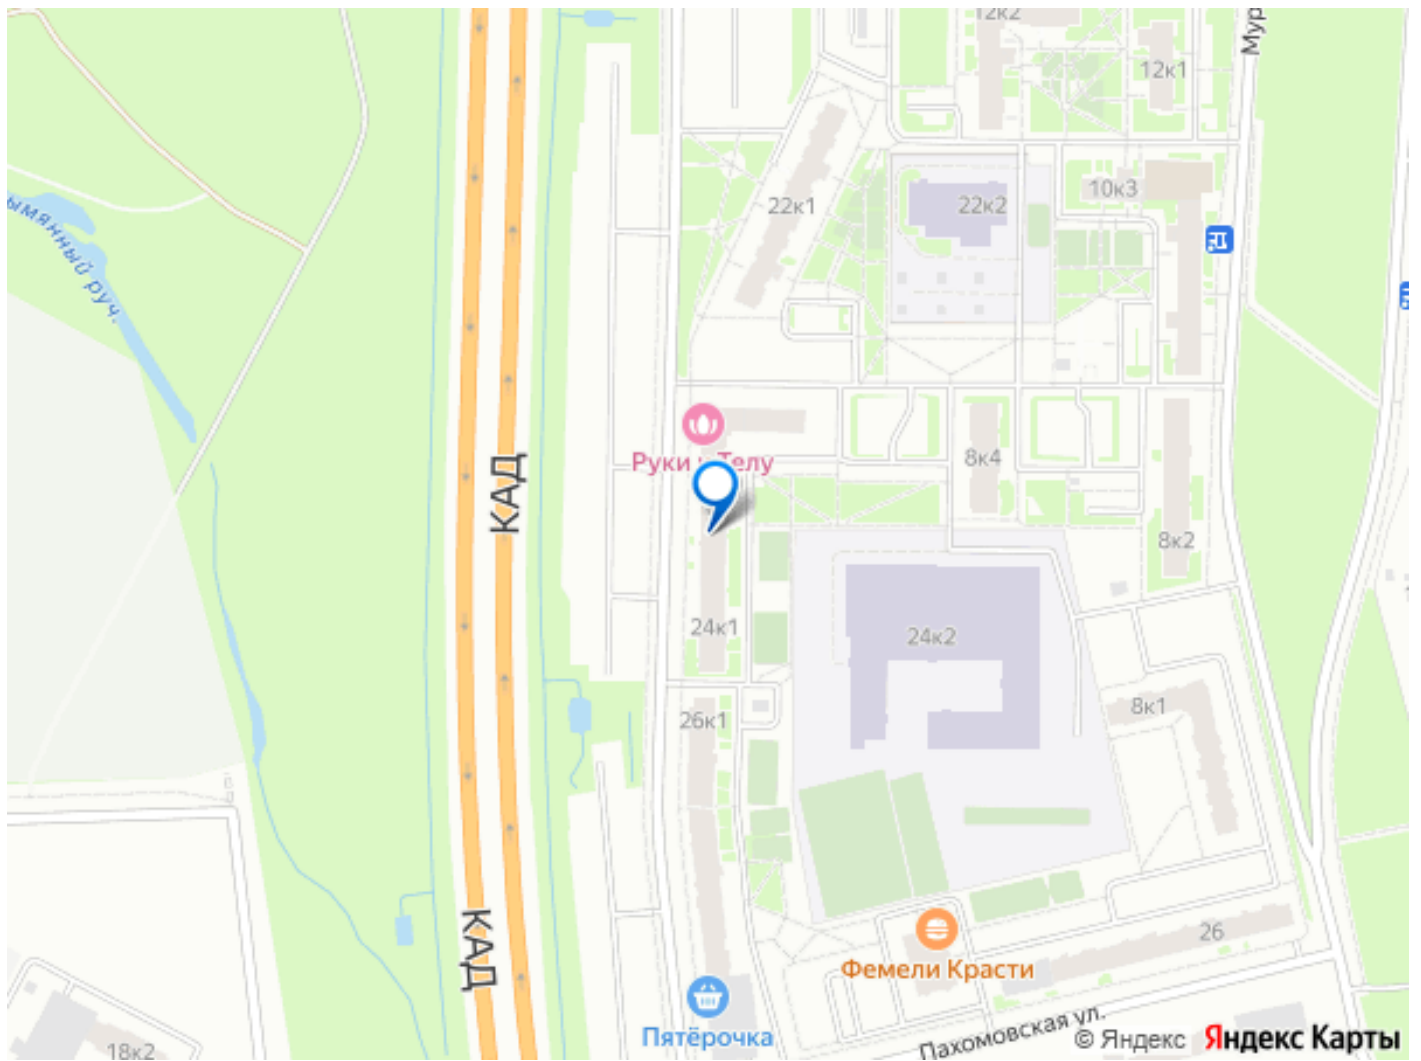 12к2
Мур
12к1
10к3
22к1
22к2
ымянный руч.
Руки и Телу
8к4
КАД
8к2
24к1
24к2
26к1
8к1
КАД
26
Фемели Красти
Пятёрочка
Пахомовская ул.
18к2
© Яндекс Яндекс Карты